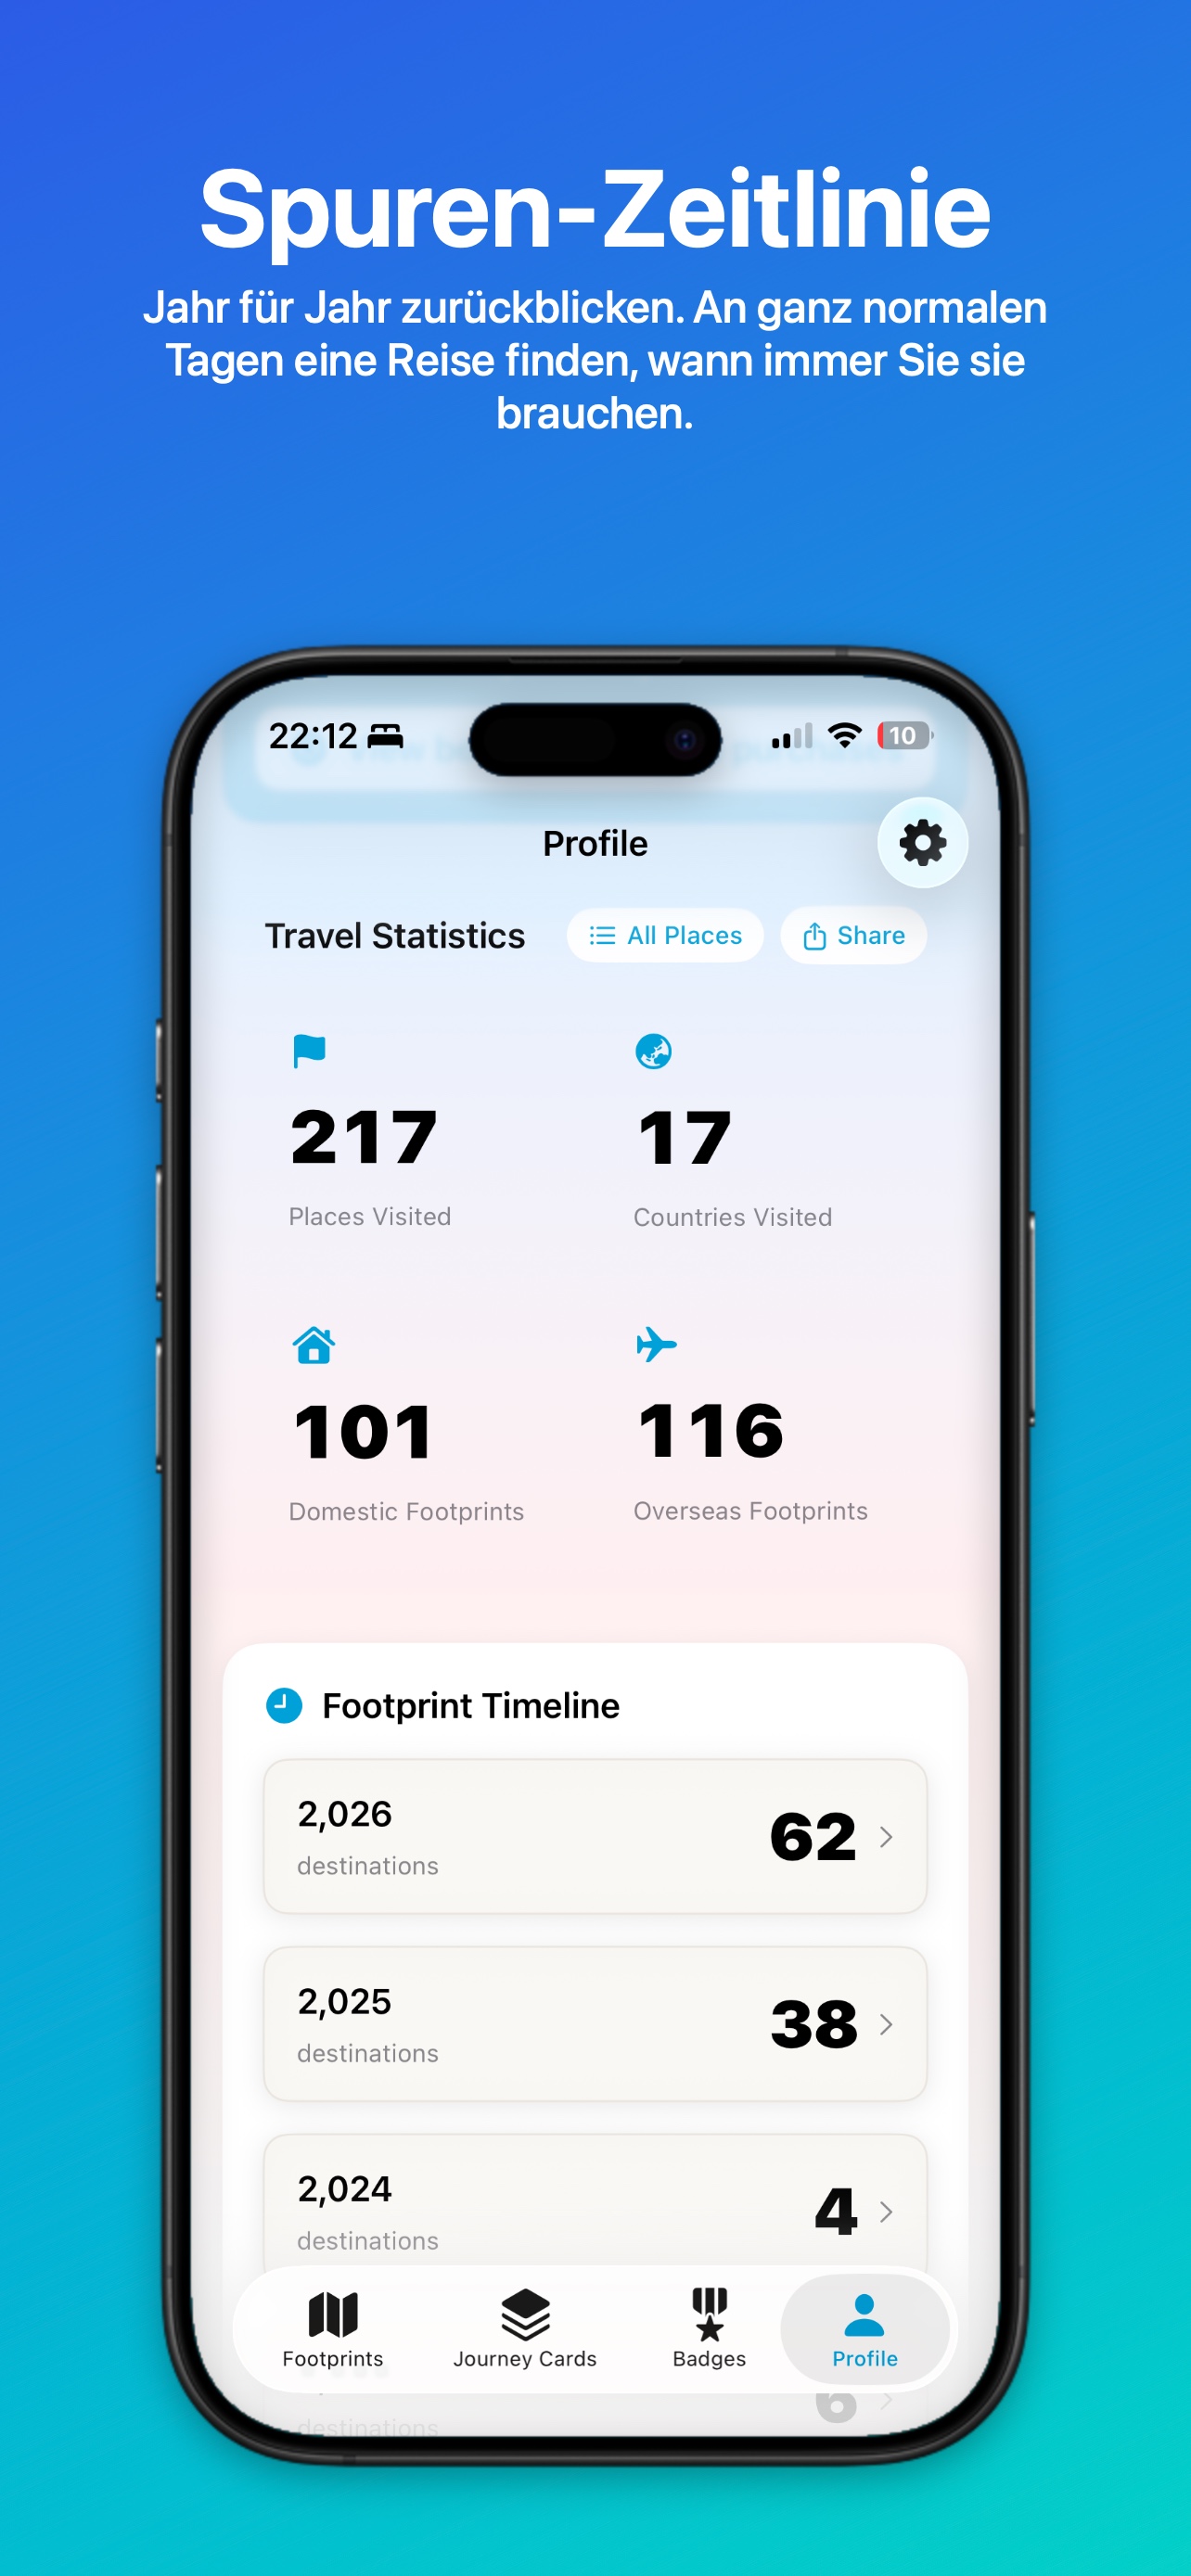 Spuren-Zeitlinie
Jahr für Jahr zurückblicken. An ganz normalen
Tagen eine Reise finden, wann immer Sie sie
brauchen.
22:12
10
Profile
Travel Statistics
All Places
Share
217
17
Places Visited
Countries Visited
101
116
Domestic Footprints
Overseas Footprints
Footprint Timeline
2,026
62
destinations
2,025
38
destinations
2,024
4
destinations
Footprints
Journey Cards
Badges
Profile
6
destinations